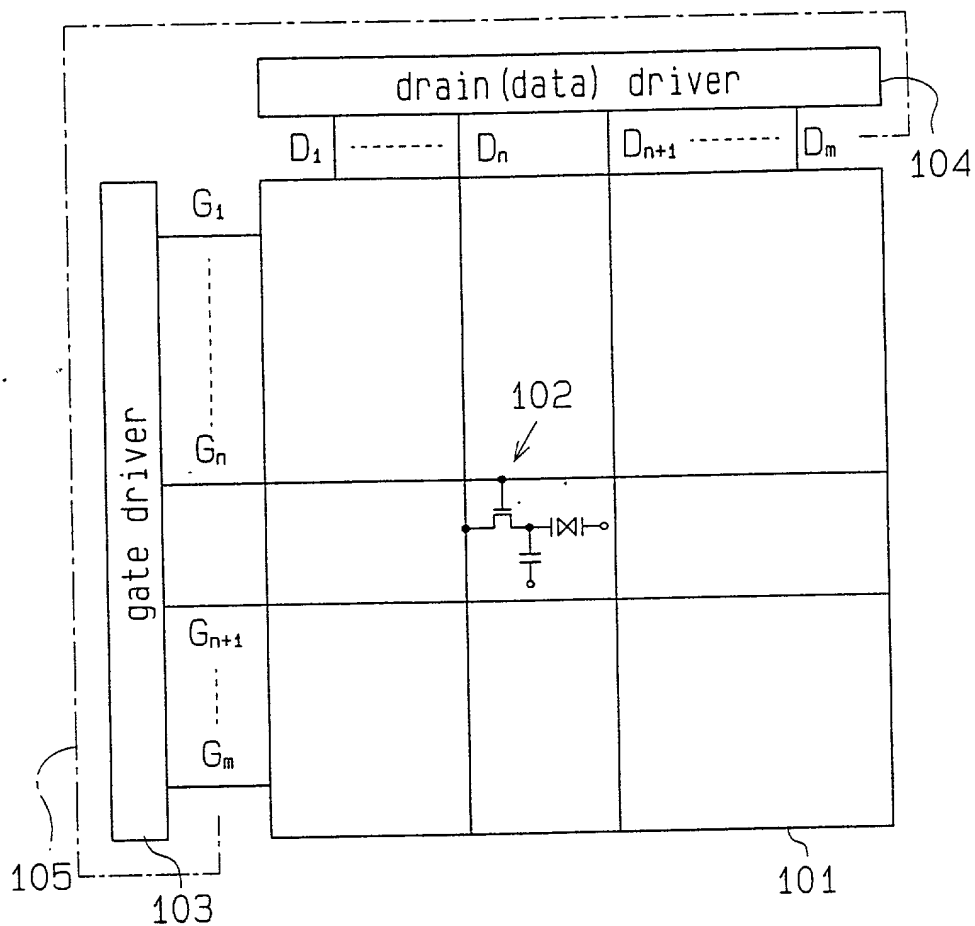 drain(data) driver
D1 Dn Dn+1 Dm
104
G1
102
Gn
gate driver
Gn+1
Gm
105
103
101